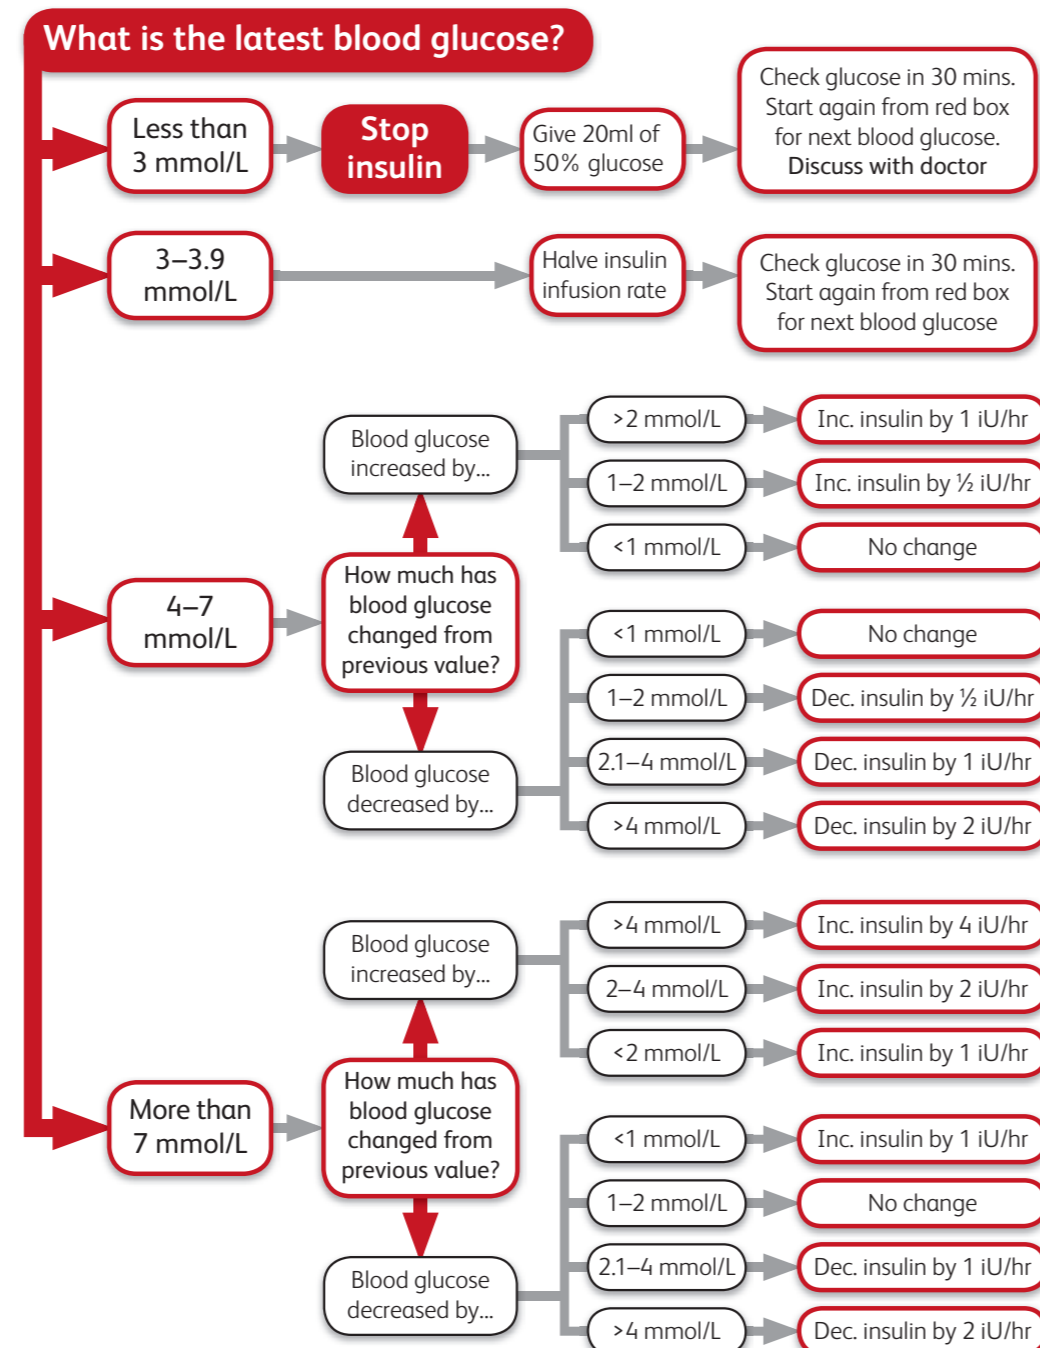 What is the latest blood glucose?
Less than
3 mmol/L
Stop
insulin
Give 20ml of
50% glucose
Check glucose in 30 mins.
Start again from red box
for next blood glucose.
Discuss with doctor
3–3.9
mmol/L
Halve insulin
infusion rate
Check glucose in 30 mins.
Start again from red box
for next blood glucose
4–7
mmol/L
How much has
blood glucose
changed from
previous value?
Blood glucose
increased by...
>2 mmol/L
Inc. insulin by 1 iU/hr
1–2 mmol/L
Inc. insulin by ½ iU/hr
<1 mmol/L
No change
Blood glucose
decreased by...
<1 mmol/L
No change
1–2 mmol/L
Dec. insulin by ½ iU/hr
2.1–4 mmol/L
Dec. insulin by 1 iU/hr
>4 mmol/L
Dec. insulin by 2 iU/hr
More than
7 mmol/L
How much has
blood glucose
changed from
previous value?
Blood glucose
increased by...
>4 mmol/L
Inc. insulin by 4 iU/hr
2–4 mmol/L
Inc. insulin by 2 iU/hr
<2 mmol/L
Inc. insulin by 1 iU/hr
Blood glucose
decreased by...
<1 mmol/L
Inc. insulin by 1 iU/hr
1–2 mmol/L
No change
2.1–4 mmol/L
Dec. insulin by 1 iU/hr
>4 mmol/L
Dec. insulin by 2 iU/hr